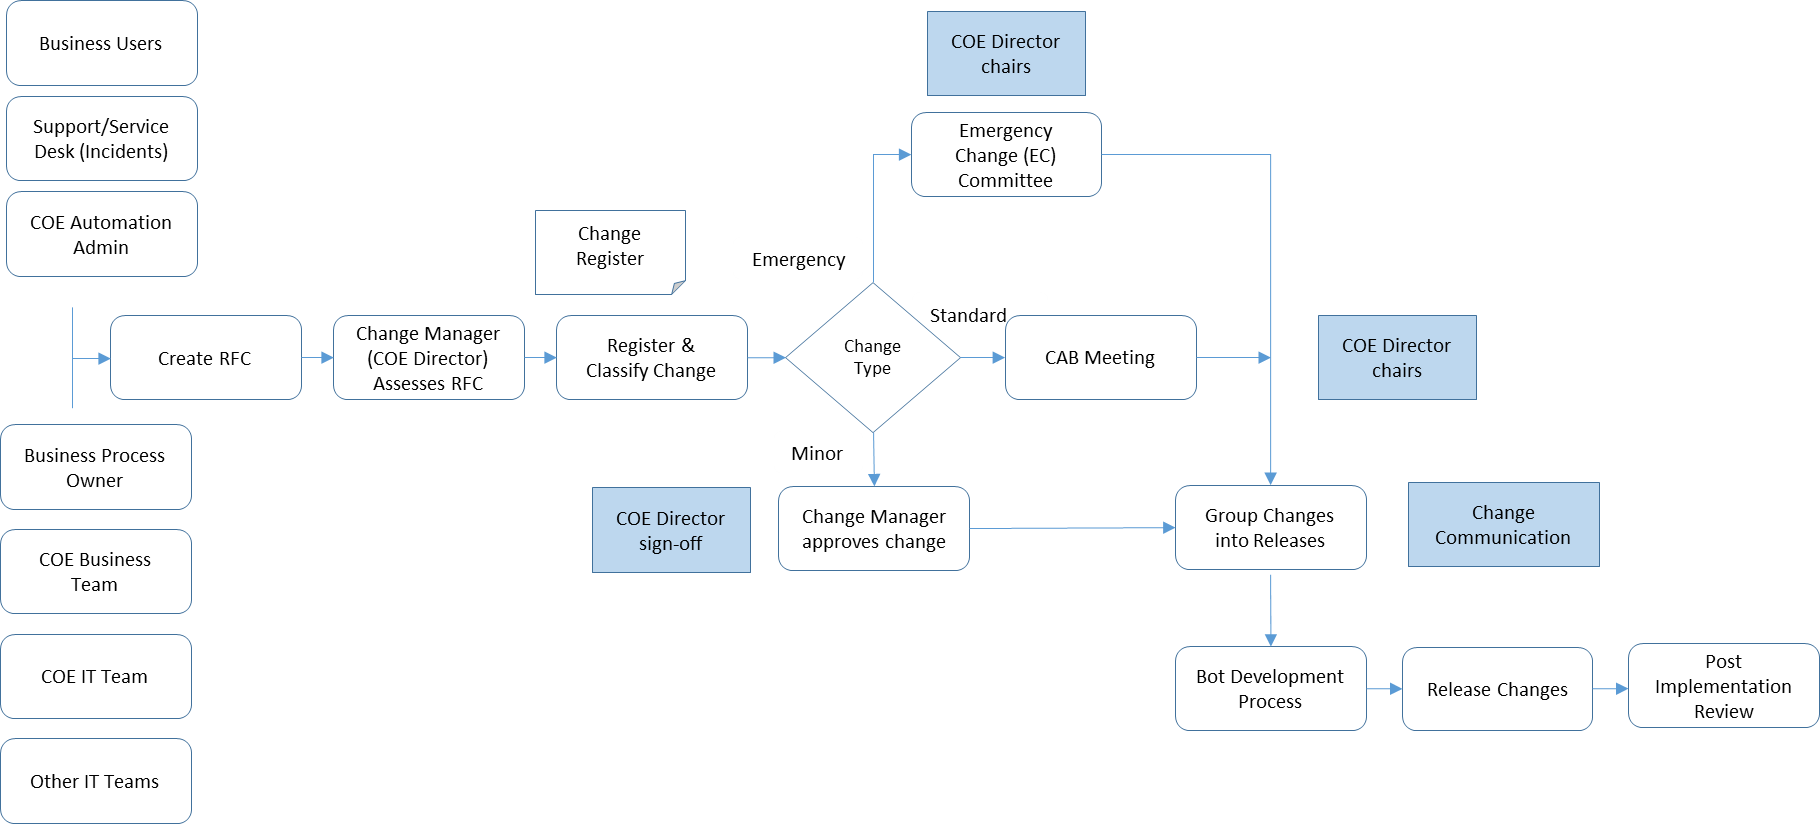 Business Users
Support/Service
Desk (Incidents)
COE Automation
Admin
Create RFC
Change Manager
(COE Director)
Assesses RFC
Change
Register
Register &
Classify Change
Change
Type
Emergency
Standard
Minor
COE Director
chairs
Emergency
Change (EC)
Committee
CAB Meeting
COE Director
chairs
COE Director
sign-off
Change Manager
approves change
Group Changes
into Releases
Change
Communication
Bot Development
Process
Release Changes
Post
Implementation
Review
Business Process
Owner
COE Business
Team
COE IT Team
Other IT Teams